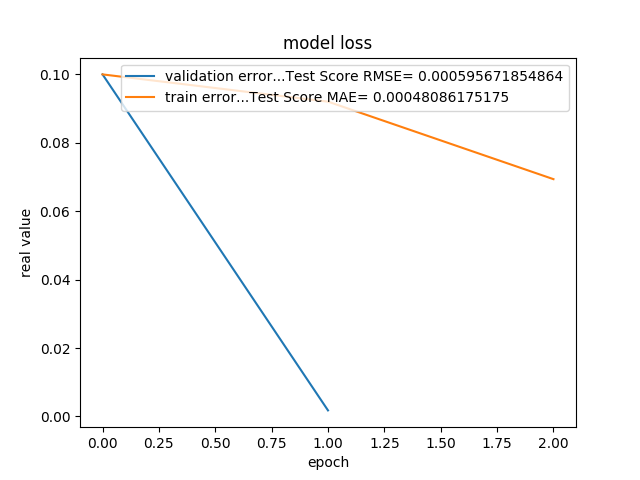 model loss
validation error...Test Score RMSE= 0.000595671854864
train error...Test Score MAE= 0.00048086175175
0.10
0.08
0.06
0.04
0.02
0.00
real value
0.00 0.25 0.50 0.75 1.00 1.25 1.50 1.75 2.00
epoch